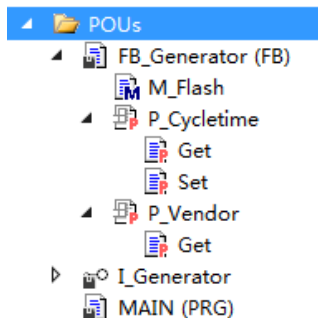 POUs
FB_Generator (FB)
M_Flash
P_Cycletime
Get
Set
P_Vendor
Get
I_Generator
MAIN (PRG)